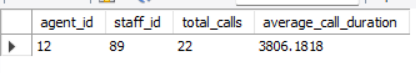 agent_id staff_id total_calls average_call_duration
12 89 22 3806.1818